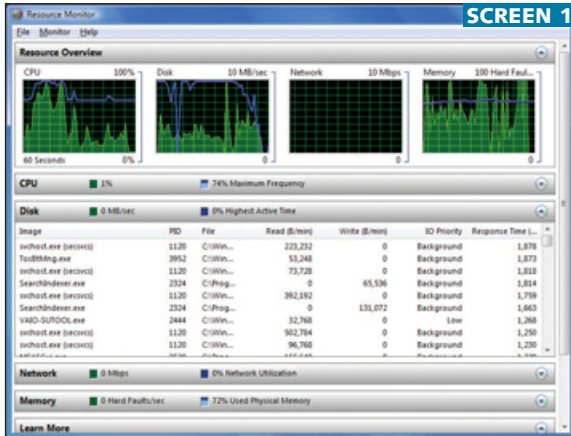 SCREEN 1
Resource Monitor
File Monitor Help
Resource Overview
CPU 100% Disk 10 MB/sec Network 10 Mbps Memory 100 Hard Faul...
60 Seconds 0% 0 0 0
CPU 1% 74% Maximum Frequency
Disk 0 MB/sec 0% Highest Active Time
Image PID File Read (B/min) Write (B/min) IO Priority Response Time (...
svchost.exe (secsvcs) 1120 C:\Win... 223,232 0 Background 1,878
TosBthMng.exe 3952 C:\Win... 53,248 0 Background 1,873
svchost.exe (secsvcs) 1120 C:\Win... 73,728 0 Background 1,818
SearchIndexer.exe 2324 C:\Prog... 0 65,536 Background 1,814
svchost.exe (secsvcs) 1120 C:\Win... 392,192 0 Background 1,759
SearchIndexer.exe 2324 C:\Prog... 0 131,072 Background 1,663
VAIO-SUTOOL.exe 2444 C:\Win... 32,768 0 Low 1,268
svchost.exe (secsvcs) 1120 C:\Win... 502,784 0 Background 1,250
svchost.exe (secsvcs) 1120 C:\Win... 96,768 0 Background 1,230
Network 0 Mbps 0% Network Utilization
Memory 0 Hard Faults/sec 72% Used Physical Memory
Learn More